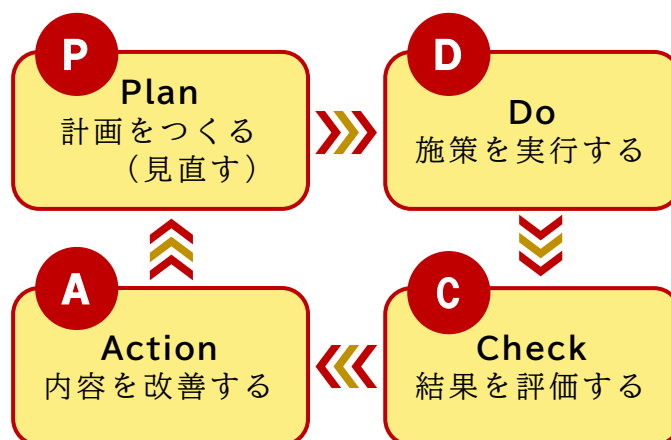 P
Plan
計画をつくる
（見直す）
D
Do
施策を実行する
C
Check
結果を評価する
A
Action
内容を改善する